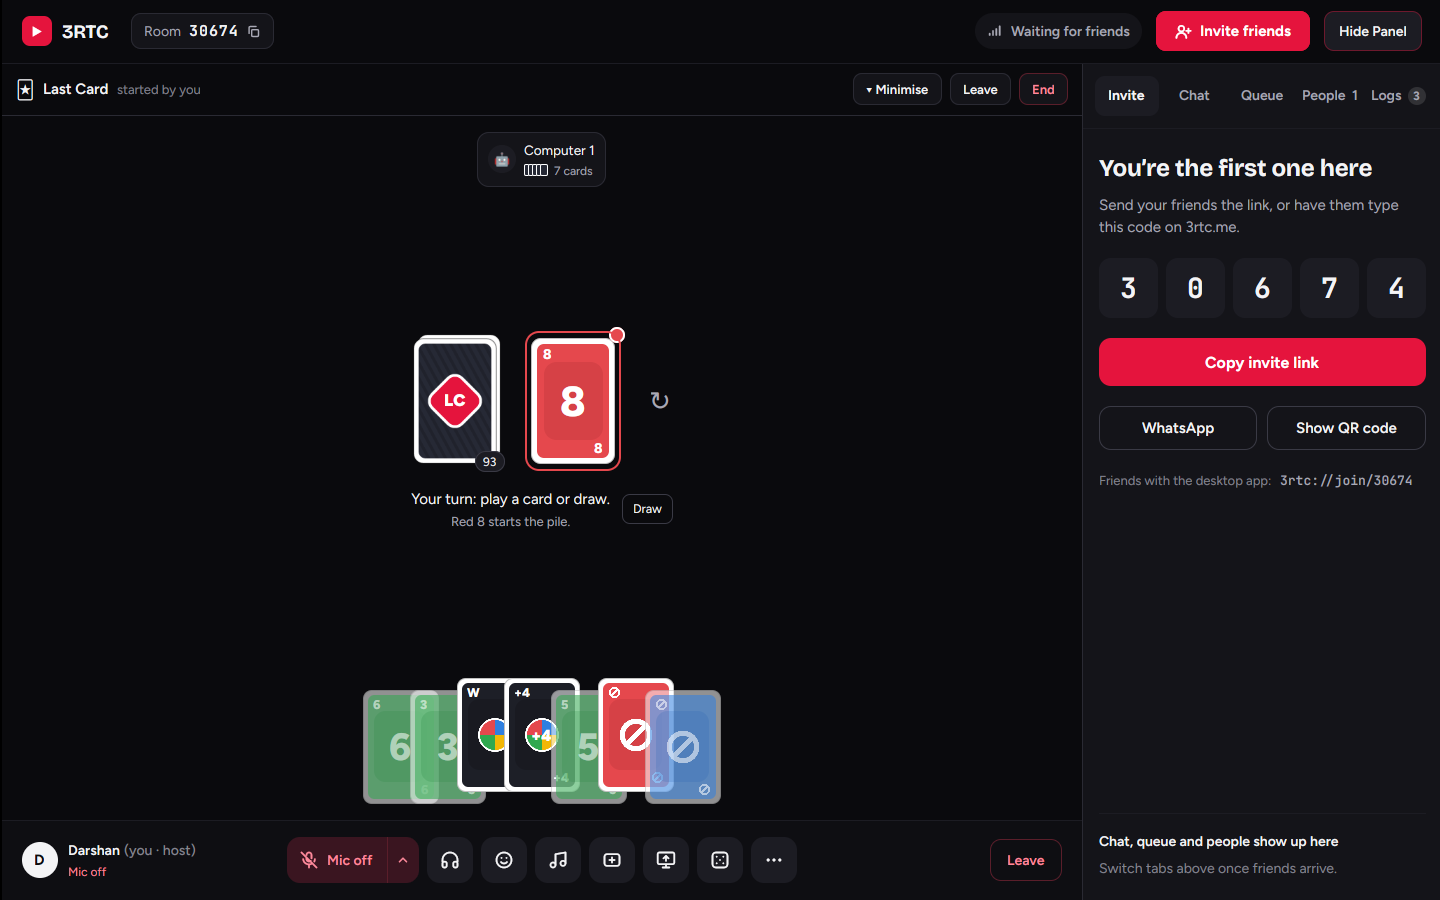 3RTC
Room 30674
Waiting for friends
Invite friends
Hide Panel
Last Card started by you
Minimise
Leave
End
Invite
Chat
Queue
People 1
Logs 3
Computer 1
7 cards
You're the first one here
Send your friends the link, or have them type
this code on 3rtc.me.
3 0 6 7 4
Copy invite link
WhatsApp
Show QR code
Friends with the desktop app: 3rtc://join/30674
LC
93
8
8
8
Your turn: play a card or draw.
Red 8 starts the pile.
Draw
6
6
3
3
6
W
+4
+4
+4
5
5
Chat, queue and people show up here
Switch tabs above once friends arrive.
D
Darshan (you · host)
Mic off
Mic off
Leave